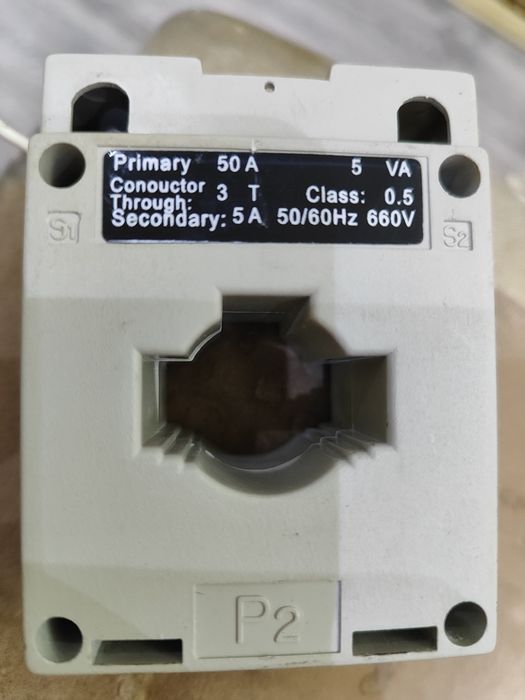 Primary 50 A 5 VA
Conouctor
Through: 3 T Class: 0.5
Secondary: 5 A 50/60Hz 660V
S1
S2
P2